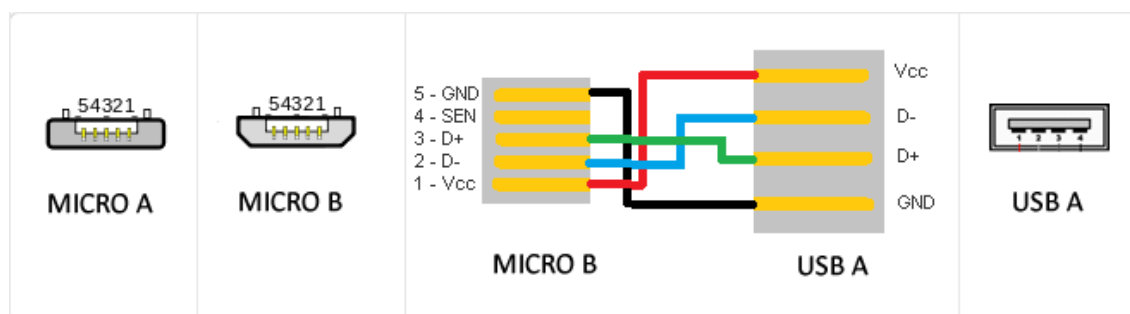 54321
MICRO A
54321
MICRO B
5 - GND
4 - SEN
3 - D+
2 - D-
1 - Vcc
MICRO B
Vcc
D-
D+
GND
USB A
1 2 3 4
USB A